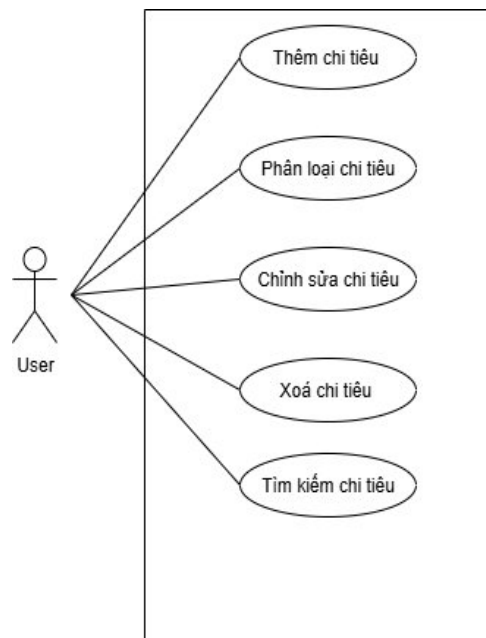 Thêm chi tiêu
Phân loại chi tiêu
Chỉnh sửa chi tiêu
User
Xoá chi tiêu
Tìm kiếm chi tiêu